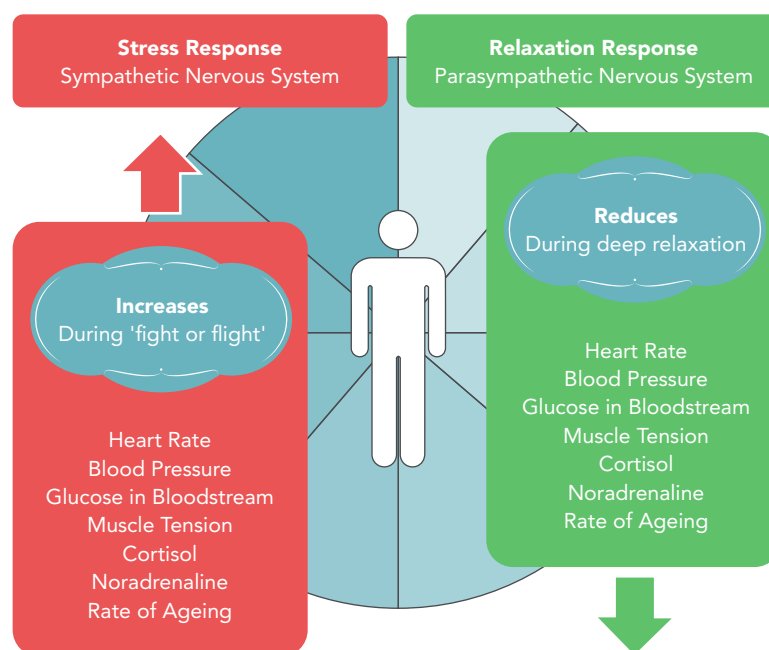 Stress Response
Sympathetic Nervous System
Relaxation Response
Parasympathetic Nervous System
Increases
During 'fight or flight'
Heart Rate
Blood Pressure
Glucose in Bloodstream
Muscle Tension
Cortisol
Noradrenaline
Rate of Ageing
Reduces
During deep relaxation
Heart Rate
Blood Pressure
Glucose in Bloodstream
Muscle Tension
Cortisol
Noradrenaline
Rate of Ageing